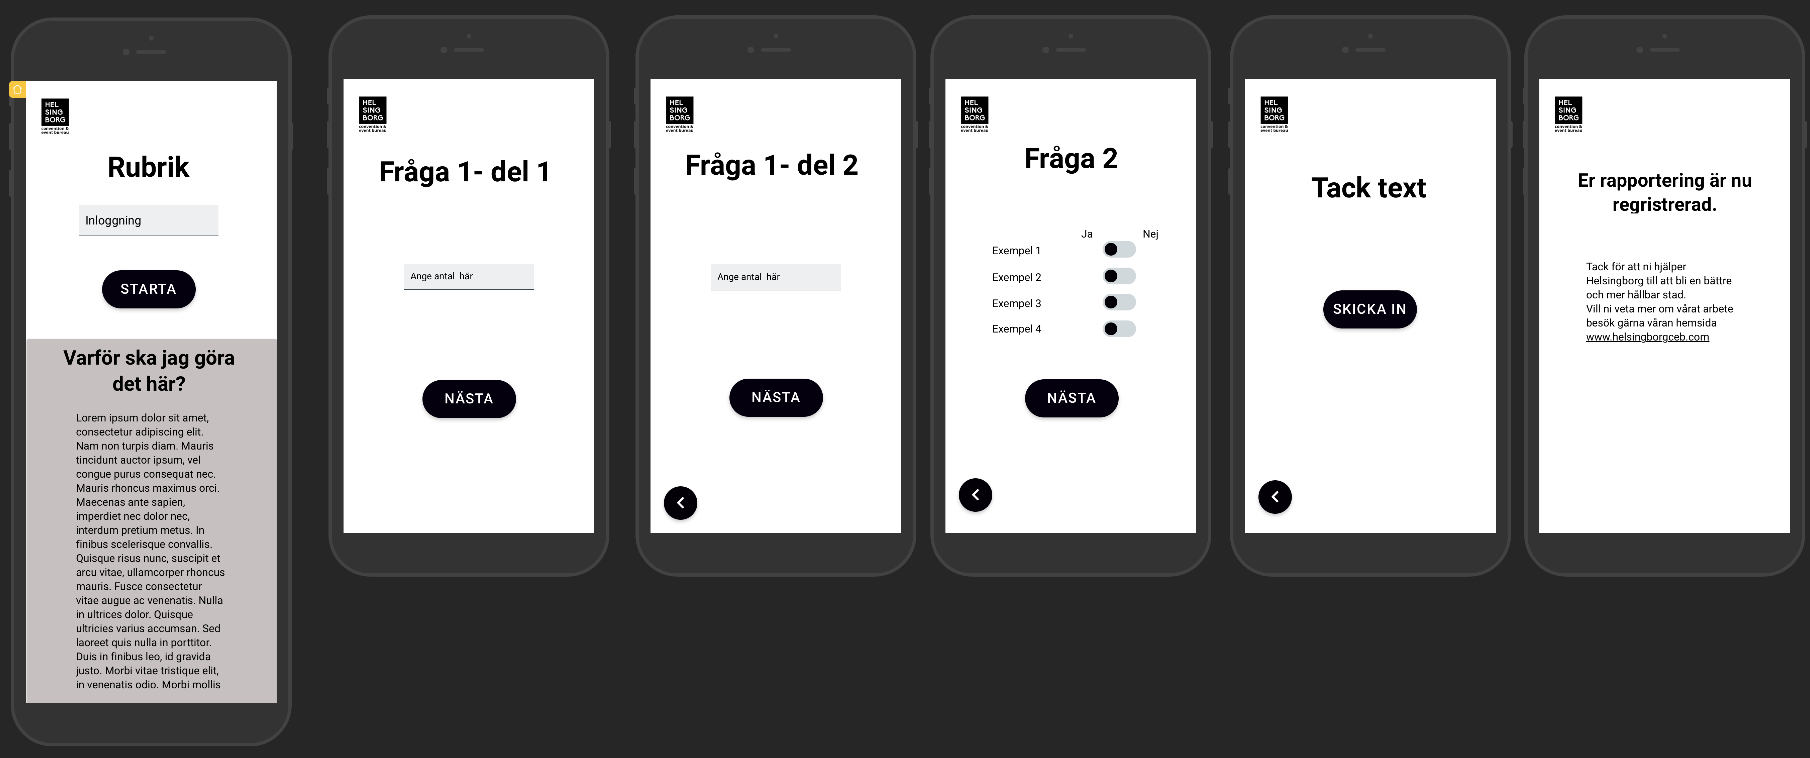 HEL
SING
BORG
convention &
event bureau
Rubrik
Inloggning
STARTA
Varför ska jag göra
det här?
Lorem ipsum dolor sit amet,
consectetur adipiscing elit.
Nam non turpis diam. Mauris
tincidunt auctor ipsum, vel
congue purus consequat nec.
Mauris rhoncus maximus orci.
Maecenas ante sapien,
imperdiet nec dolor nec,
interdum pretium metus. In
finibus scelerisque convallis.
Quisque risus nunc, suscipit et
arcu vitae, ullamcorper rhoncus
mauris. Fusce consectetur
vitae augue ac venenatis. Nulla
in ultrices dolor. Quisque
ultricies varius accumsan. Sed
laoreet quis nulla in porttitor.
Duis in finibus leo, id gravida
justo. Morbi vitae tristique elit,
in venenatis odio. Morbi mollis
HEL
SING
BORG
convention &
event bureau
Fråga 1- del 1
Ange antal här
NÄSTA
HEL
SING
BORG
convention &
event bureau
Fråga 1- del 2
Ange antal här
NÄSTA
HEL
SING
BORG
convention &
event bureau
Fråga 2
Ja Nej
Exempel 1
Exempel 2
Exempel 3
Exempel 4
NÄSTA
HEL
SING
BORG
convention &
event bureau
Tack text
SKICKA IN
HEL
SING
BORG
convention &
event bureau
Er rapportering är nu
regristrerad.
Tack för att ni hjälper
Helsingborg till att bli en bättre
och mer hållbar stad.
Vill ni veta mer om vårat arbete
besök gärna våran hemsida
www.helsingborgceb.com